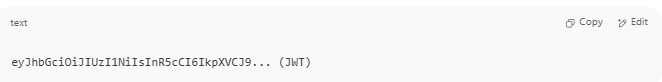 text
Copy
Edit
eyJhbGciOiJIUzI1NiIsInR5cCI6IkpXVCJ9... (JWT)